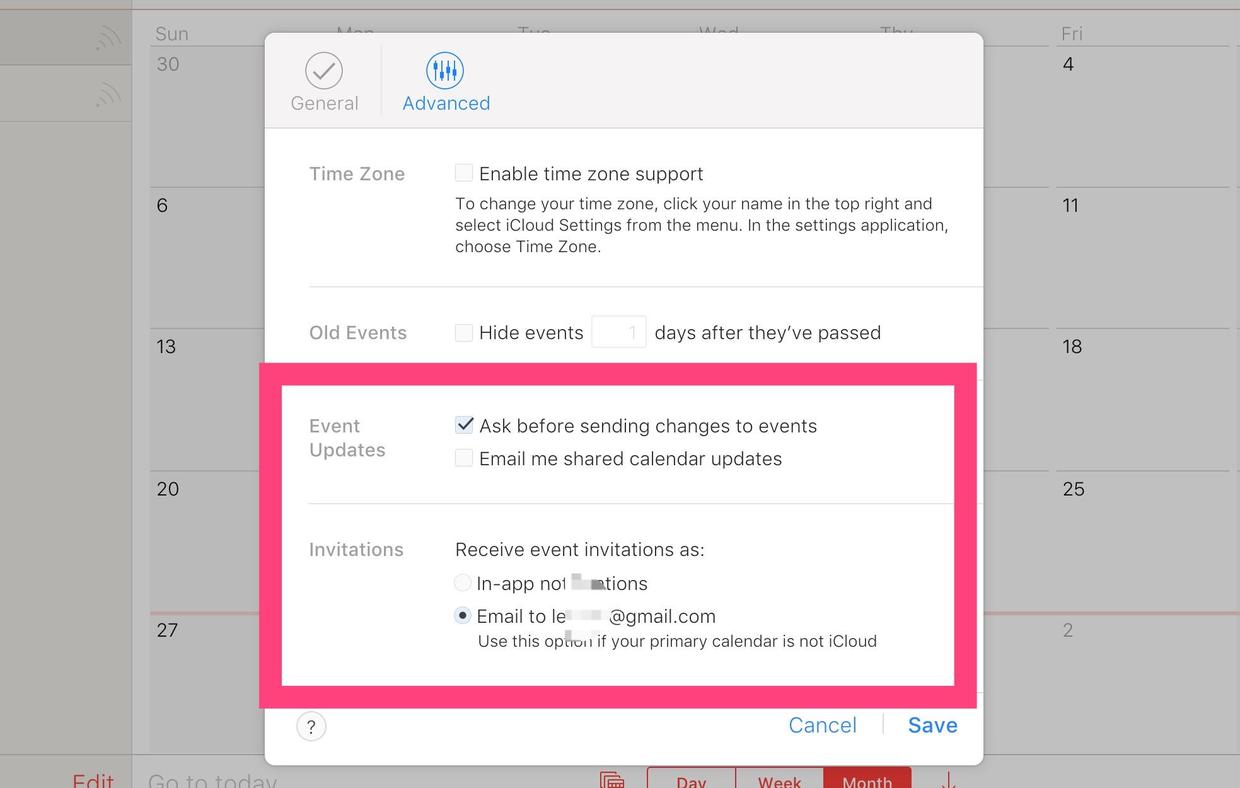 Sun Mon Tue Wed Thu Fri
30
4
General
Advanced
Time Zone
Enable time zone support
To change your time zone, click your name in the top right and
select iCloud Settings from the menu. In the settings application,
choose Time Zone.
6
11
Old Events
Hide events 1 days after they’ve passed
13
18
Event
Updates
Ask before sending changes to events
Email me shared calendar updates
20
25
Invitations
Receive event invitations as:
In-app
Email to @gmail.com
Use this option if your primary calendar is not iCloud
27
2
?
Cancel
Save
Edit
Go to today
Day
Week
Month